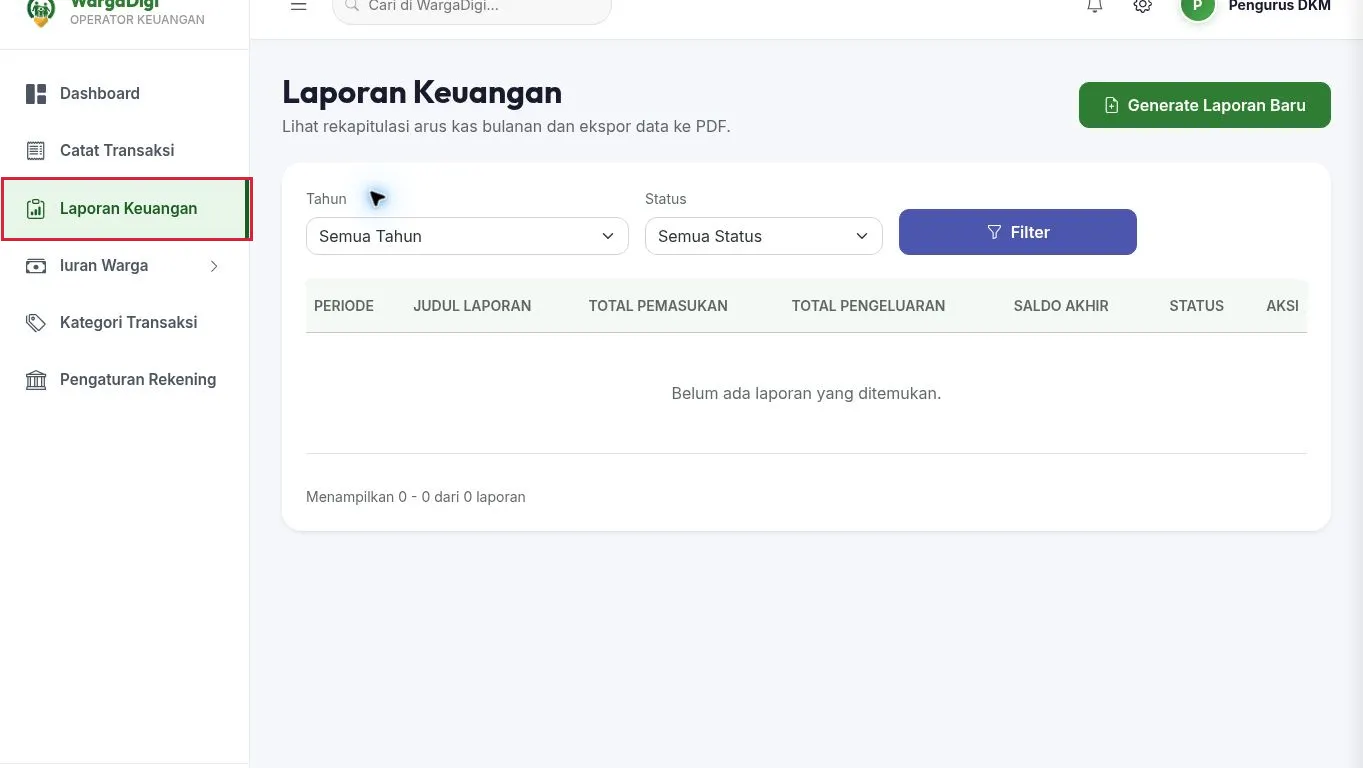 WargaDigi
OPERATOR KEUANGAN
Cari di WargaDigi...
P
Pengurus DKM
Dashboard
Catat Transaksi
Laporan Keuangan
Iuran Warga
Kategori Transaksi
Pengaturan Rekening
Laporan Keuangan
Lihat rekapitulasi arus kas bulanan dan ekspor data ke PDF.
Generate Laporan Baru
Tahun
Status
Semua Tahun
Semua Status
Filter
PERIODE JUDUL LAPORAN TOTAL PEMASUKAN TOTAL PENGELUARAN SALDO AKHIR STATUS AKSI
Belum ada laporan yang ditemukan.
Menampilkan 0 - 0 dari 0 laporan